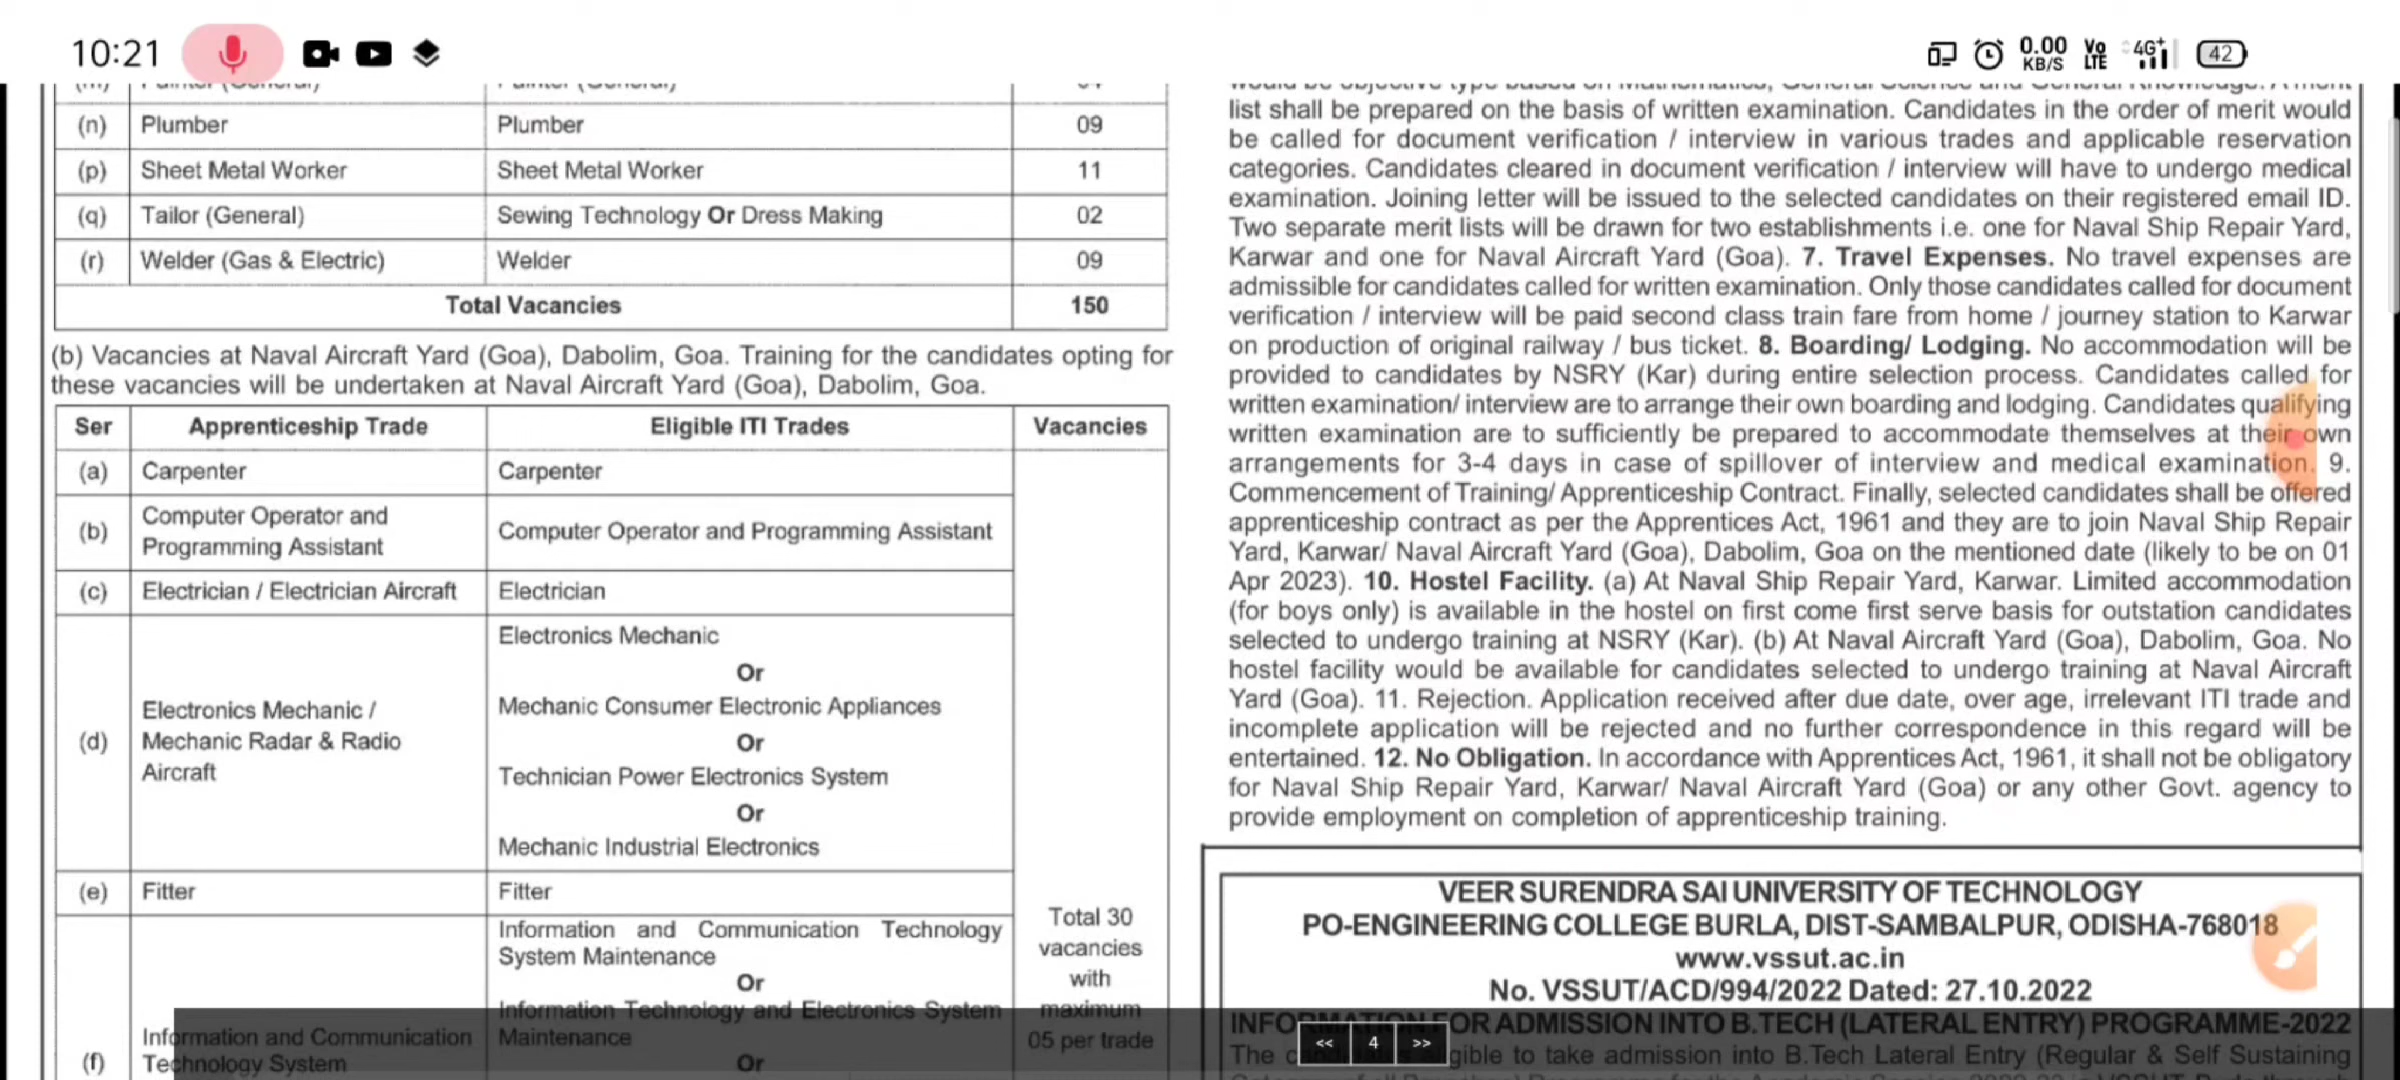 10:21
0.00
KB/S
Vo
LTE
4G+
42
(m) Painter (General) Painter (General)
(n) Plumber Plumber 09
(p) Sheet Metal Worker Sheet Metal Worker 11
(q) Tailor (General) Sewing Technology Or Dress Making 02
(r) Welder (Gas & Electric) Welder 09
Total Vacancies 150
(b) Vacancies at Naval Aircraft Yard (Goa), Dabolim, Goa. Training for the candidates opting for
these vacancies will be undertaken at Naval Aircraft Yard (Goa), Dabolim, Goa.
Ser Apprenticeship Trade Eligible ITI Trades Vacancies
(a) Carpenter Carpenter
(b) Computer Operator and
Programming Assistant
Computer Operator and Programming Assistant
(c) Electrician / Electrician Aircraft Electrician
(d) Electronics Mechanic /
Mechanic Radar & Radio
Aircraft
Electronics Mechanic
Or
Mechanic Consumer Electronic Appliances
Or
Technician Power Electronics System
Or
Mechanic Industrial Electronics
(e) Fitter Fitter
(f) Information and Communication
Technology System
Information and Communication Technology
System Maintenance
Or
Information Technology and Electronics System
Maintenance
Or
Total 30
vacancies
with
maximum
05 per trade
would be objective type based on Mathematics, General Science and General Knowledge. A merit
list shall be prepared on the basis of written examination. Candidates in the order of merit would
be called for document verification / interview in various trades and applicable reservation
categories. Candidates cleared in document verification / interview will have to undergo medical
examination. Joining letter will be issued to the selected candidates on their registered email ID.
Two separate merit lists will be drawn for two establishments i.e. one for Naval Ship Repair Yard,
Karwar and one for Naval Aircraft Yard (Goa). 7. Travel Expenses. No travel expenses are
admissible for candidates called for written examination. Only those candidates called for document
verification / interview will be paid second class train fare from home / journey station to Karwar
on production of original railway / bus ticket. 8. Boarding/ Lodging. No accommodation will be
provided to candidates by NSRY (Kar) during entire selection process. Candidates called for
written examination/ interview are to arrange their own boarding and lodging. Candidates qualifying
written examination are to sufficiently be prepared to accommodate themselves at their own
arrangements for 3-4 days in case of spillover of interview and medical examination. 9.
Commencement of Training/ Apprenticeship Contract. Finally, selected candidates shall be offered
apprenticeship contract as per the Apprentices Act, 1961 and they are to join Naval Ship Repair
Yard, Karwar/ Naval Aircraft Yard (Goa), Dabolim, Goa on the mentioned date (likely to be on 01
Apr 2023). 10. Hostel Facility. (a) At Naval Ship Repair Yard, Karwar. Limited accommodation
(for boys only) is available in the hostel on first come first serve basis for outstation candidates
selected to undergo training at NSRY (Kar). (b) At Naval Aircraft Yard (Goa), Dabolim, Goa. No
hostel facility would be available for candidates selected to undergo training at Naval Aircraft
Yard (Goa). 11. Rejection. Application received after due date, over age, irrelevant ITI trade and
incomplete application will be rejected and no further correspondence in this regard will be
entertained. 12. No Obligation. In accordance with Apprentices Act, 1961, it shall not be obligatory
for Naval Ship Repair Yard, Karwar/ Naval Aircraft Yard (Goa) or any other Govt. agency to
provide employment on completion of apprenticeship training.
VEER SURENDRA SAI UNIVERSITY OF TECHNOLOGY
PO-ENGINEERING COLLEGE BURLA, DIST-SAMBALPUR, ODISHA-768018
www.vssut.ac.in
No. VSSUT/ACD/994/2022 Dated: 27.10.2022
INFORMATION FOR ADMISSION INTO B.TECH (LATERAL ENTRY) PROGRAMME-2022
The gible to take admission into B.Tech Lateral Entry (Regular & Self Sustaining
<< 4 >>